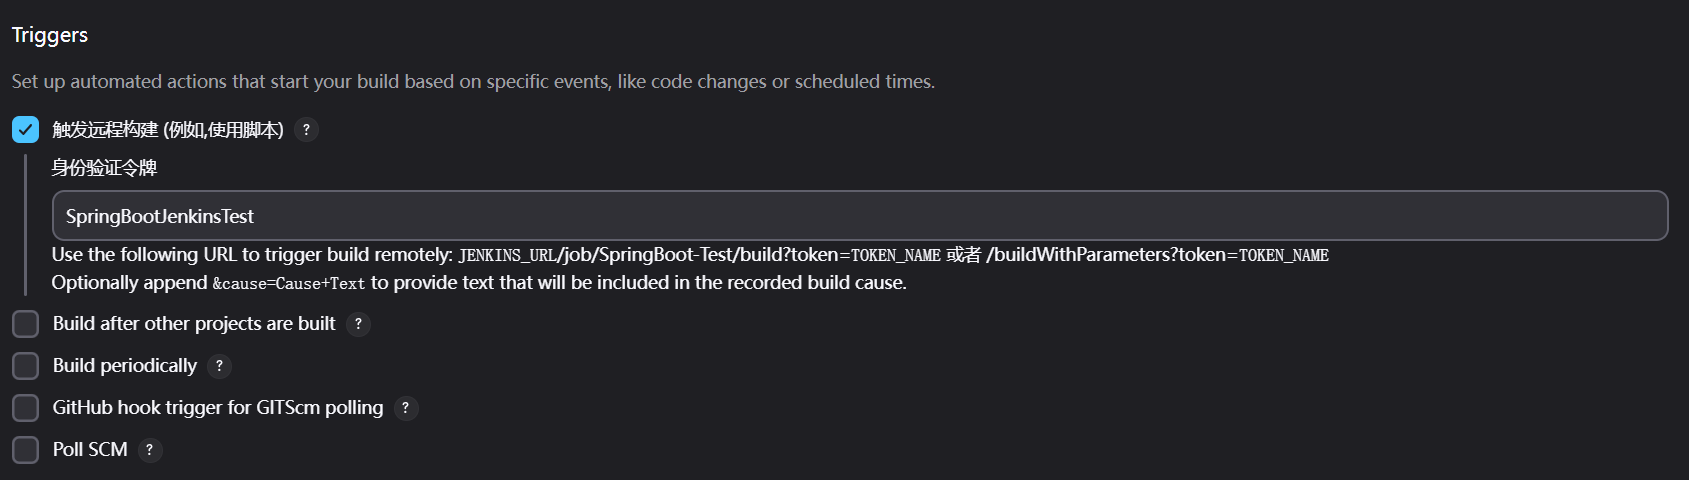 Triggers
Set up automated actions that start your build based on specific events, like code changes or scheduled times.
触发远程构建 (例如,使用脚本) ?
身份验证令牌
SpringBootJenkinsTest
Use the following URL to trigger build remotely: JENKINS_URL/job/SpringBoot-Test/build?token=TOKEN_NAME 或者 /buildWithParameters?token=TOKEN_NAME
Optionally append &cause=Cause+Text to provide text that will be included in the recorded build cause.
Build after other projects are built ?
Build periodically ?
GitHub hook trigger for GITScm polling ?
Poll SCM ?